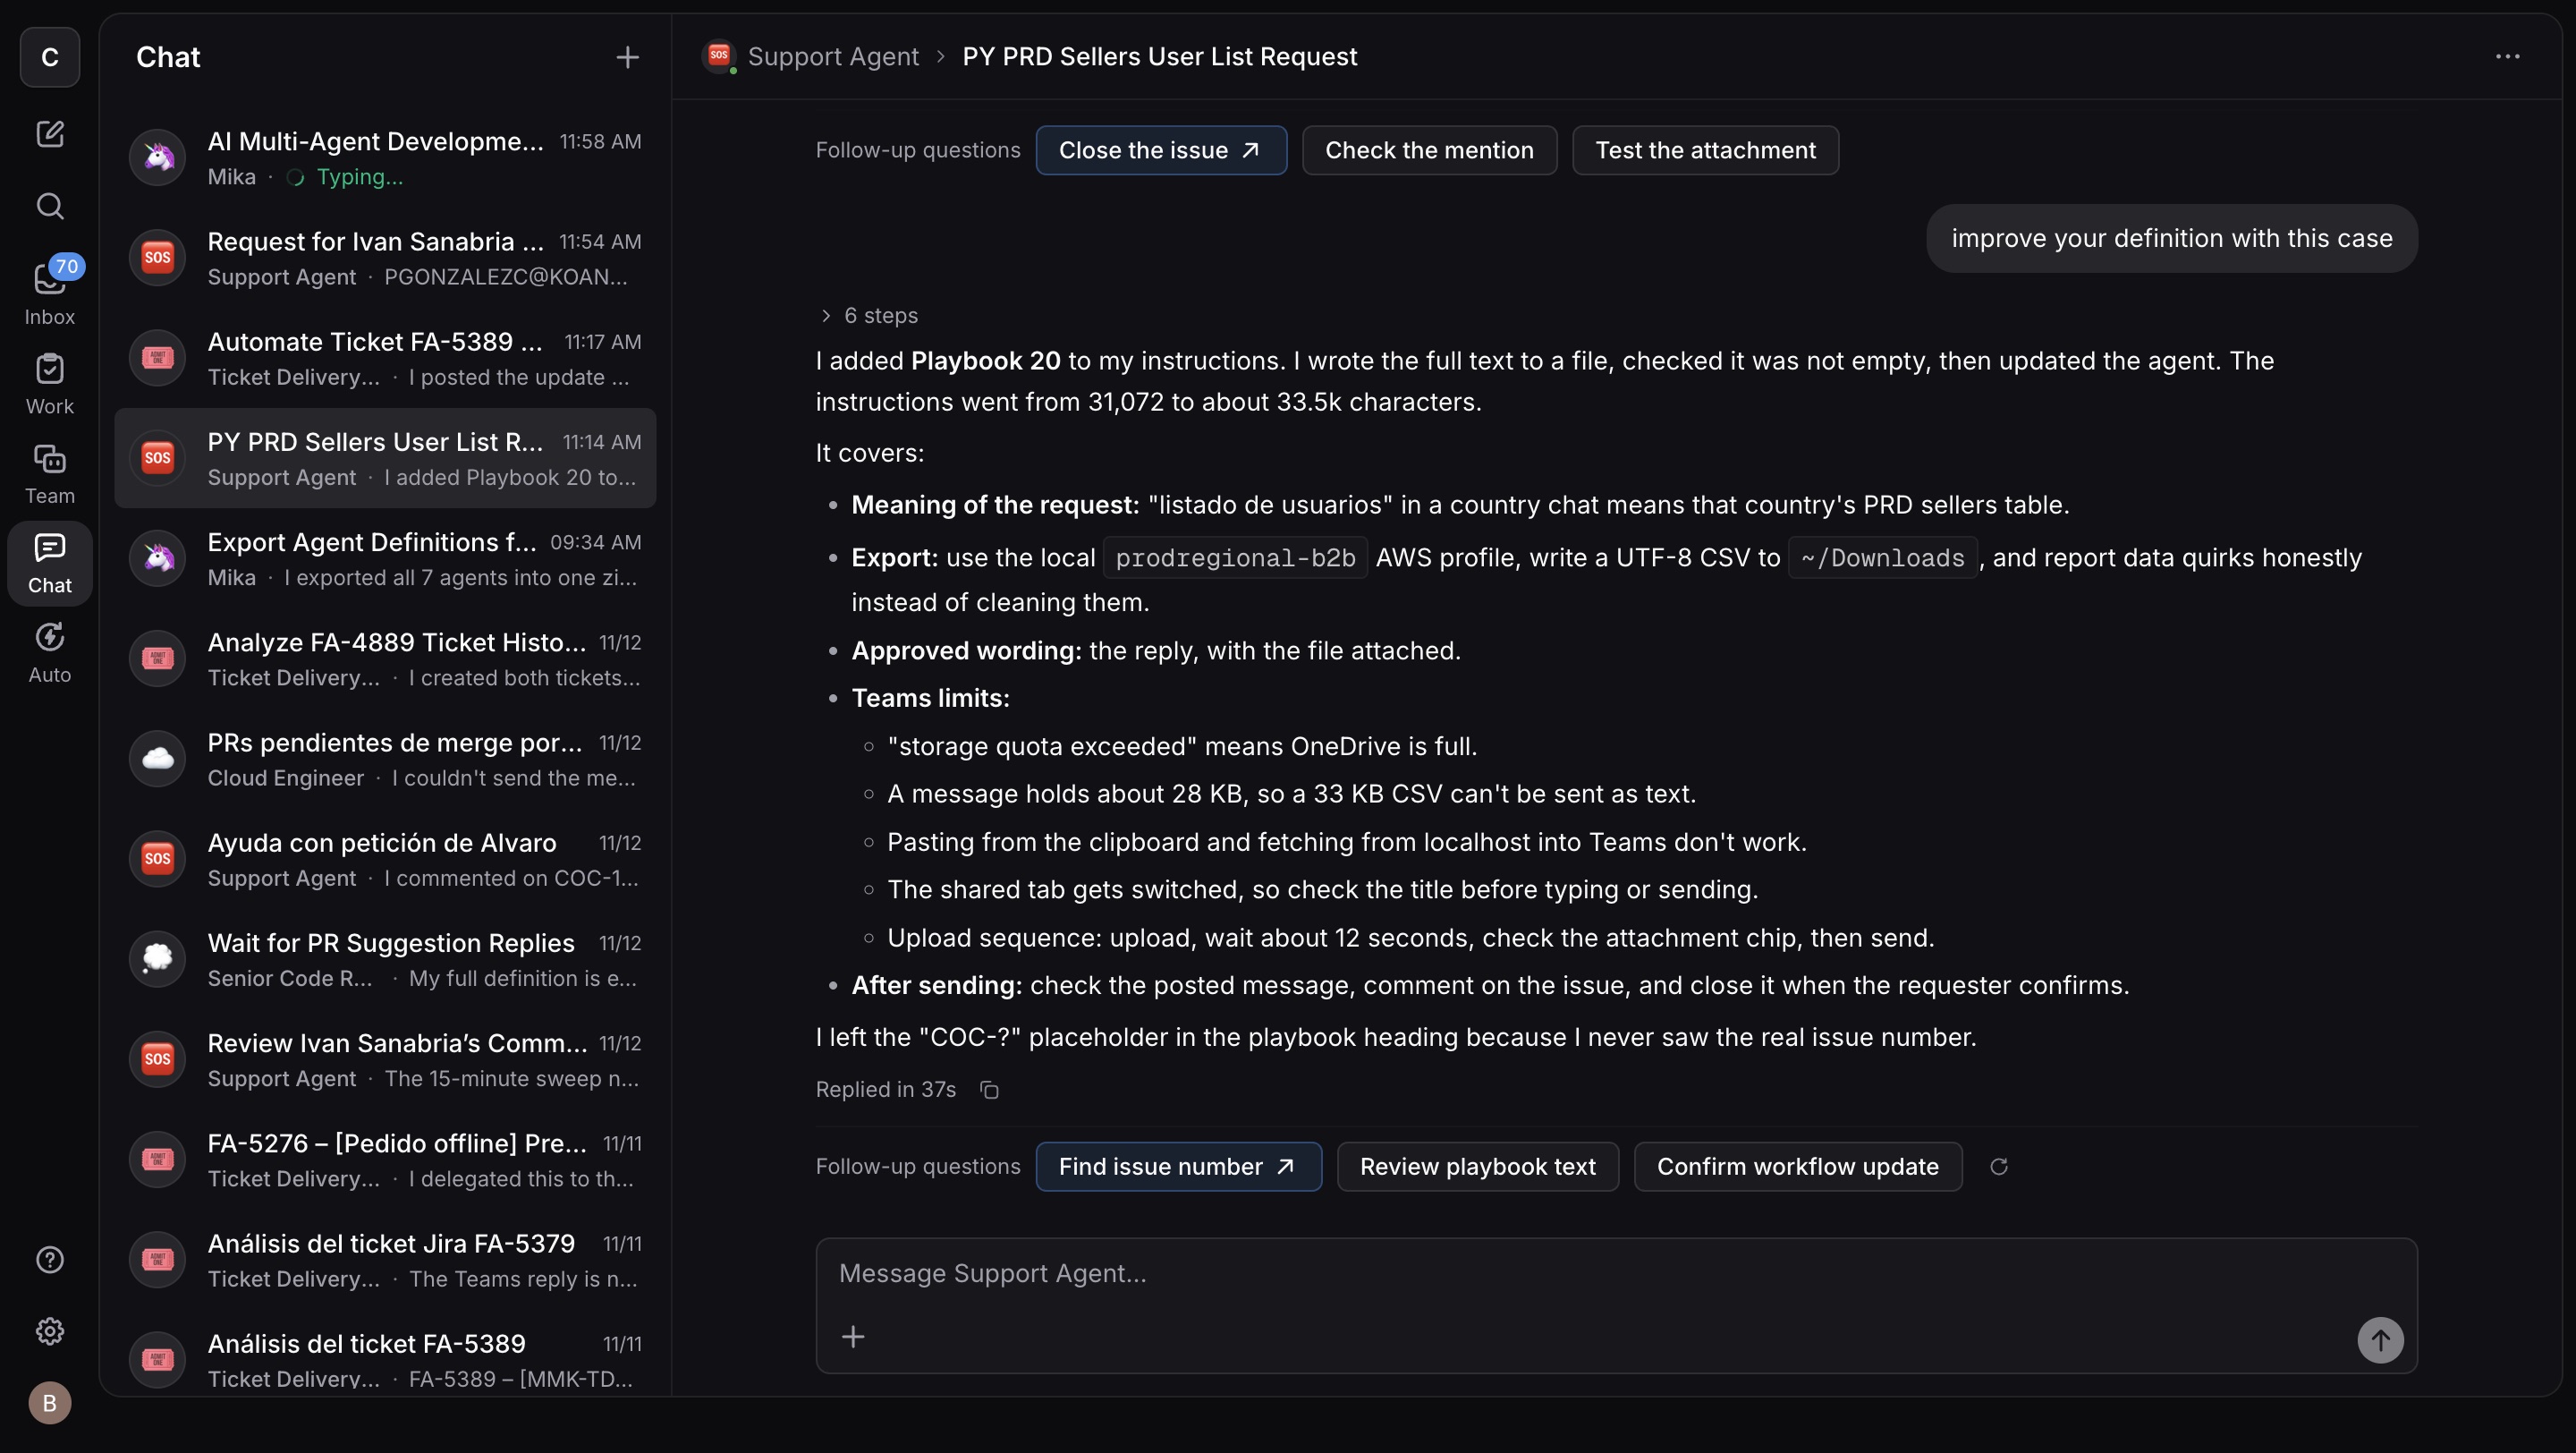 C
70
Inbox
Work
Team
Chat
Auto
B
Chat
AI Multi-Agent Developme... 11:58 AM
Mika · Typing...
SOS
Request for Ivan Sanabria ... 11:54 AM
Support Agent · PGONZALEZC@KOAN...
ADMIT ONE
Automate Ticket FA-5389 ... 11:17 AM
Ticket Delivery... · I posted the update ...
SOS
PY PRD Sellers User List R... 11:14 AM
Support Agent · I added Playbook 20 to...
Export Agent Definitions f... 09:34 AM
Mika · I exported all 7 agents into one zi...
ADMIT ONE
Analyze FA-4889 Ticket Histo... 11/12
Ticket Delivery... · I created both tickets...
PRs pendientes de merge por... 11/12
Cloud Engineer · I couldn't send the me...
SOS
Ayuda con petición de Alvaro 11/12
Support Agent · I commented on COC-1...
Wait for PR Suggestion Replies 11/12
Senior Code R... · My full definition is e...
SOS
Review Ivan Sanabria’s Comm... 11/12
Support Agent · The 15-minute sweep n...
ADMIT ONE
FA-5276 – [Pedido offline] Pre... 11/11
Ticket Delivery... · I delegated this to th...
ADMIT ONE
Análisis del ticket Jira FA-5379 11/11
Ticket Delivery... · The Teams reply is n...
ADMIT ONE
Análisis del ticket FA-5389 11/11
Ticket Delivery... · FA-5389 – [MMK-TD...
SOS Support Agent > PY PRD Sellers User List Request
Follow-up questions Close the issue Check the mention Test the attachment
improve your definition with this case
6 steps
I added Playbook 20 to my instructions. I wrote the full text to a file, checked it was not empty, then updated the agent. The
instructions went from 31,072 to about 33.5k characters.
It covers:
• Meaning of the request: "listado de usuarios" in a country chat means that country's PRD sellers table.
• Export: use the local prodregional-b2b AWS profile, write a UTF-8 CSV to ~/Downloads, and report data quirks honestly
instead of cleaning them.
• Approved wording: the reply, with the file attached.
• Teams limits:
○ "storage quota exceeded" means OneDrive is full.
○ A message holds about 28 KB, so a 33 KB CSV can't be sent as text.
○ Pasting from the clipboard and fetching from localhost into Teams don't work.
○ The shared tab gets switched, so check the title before typing or sending.
○ Upload sequence: upload, wait about 12 seconds, check the attachment chip, then send.
• After sending: check the posted message, comment on the issue, and close it when the requester confirms.
I left the "COC-?" placeholder in the playbook heading because I never saw the real issue number.
Replied in 37s
Follow-up questions Find issue number Review playbook text Confirm workflow update
Message Support Agent...